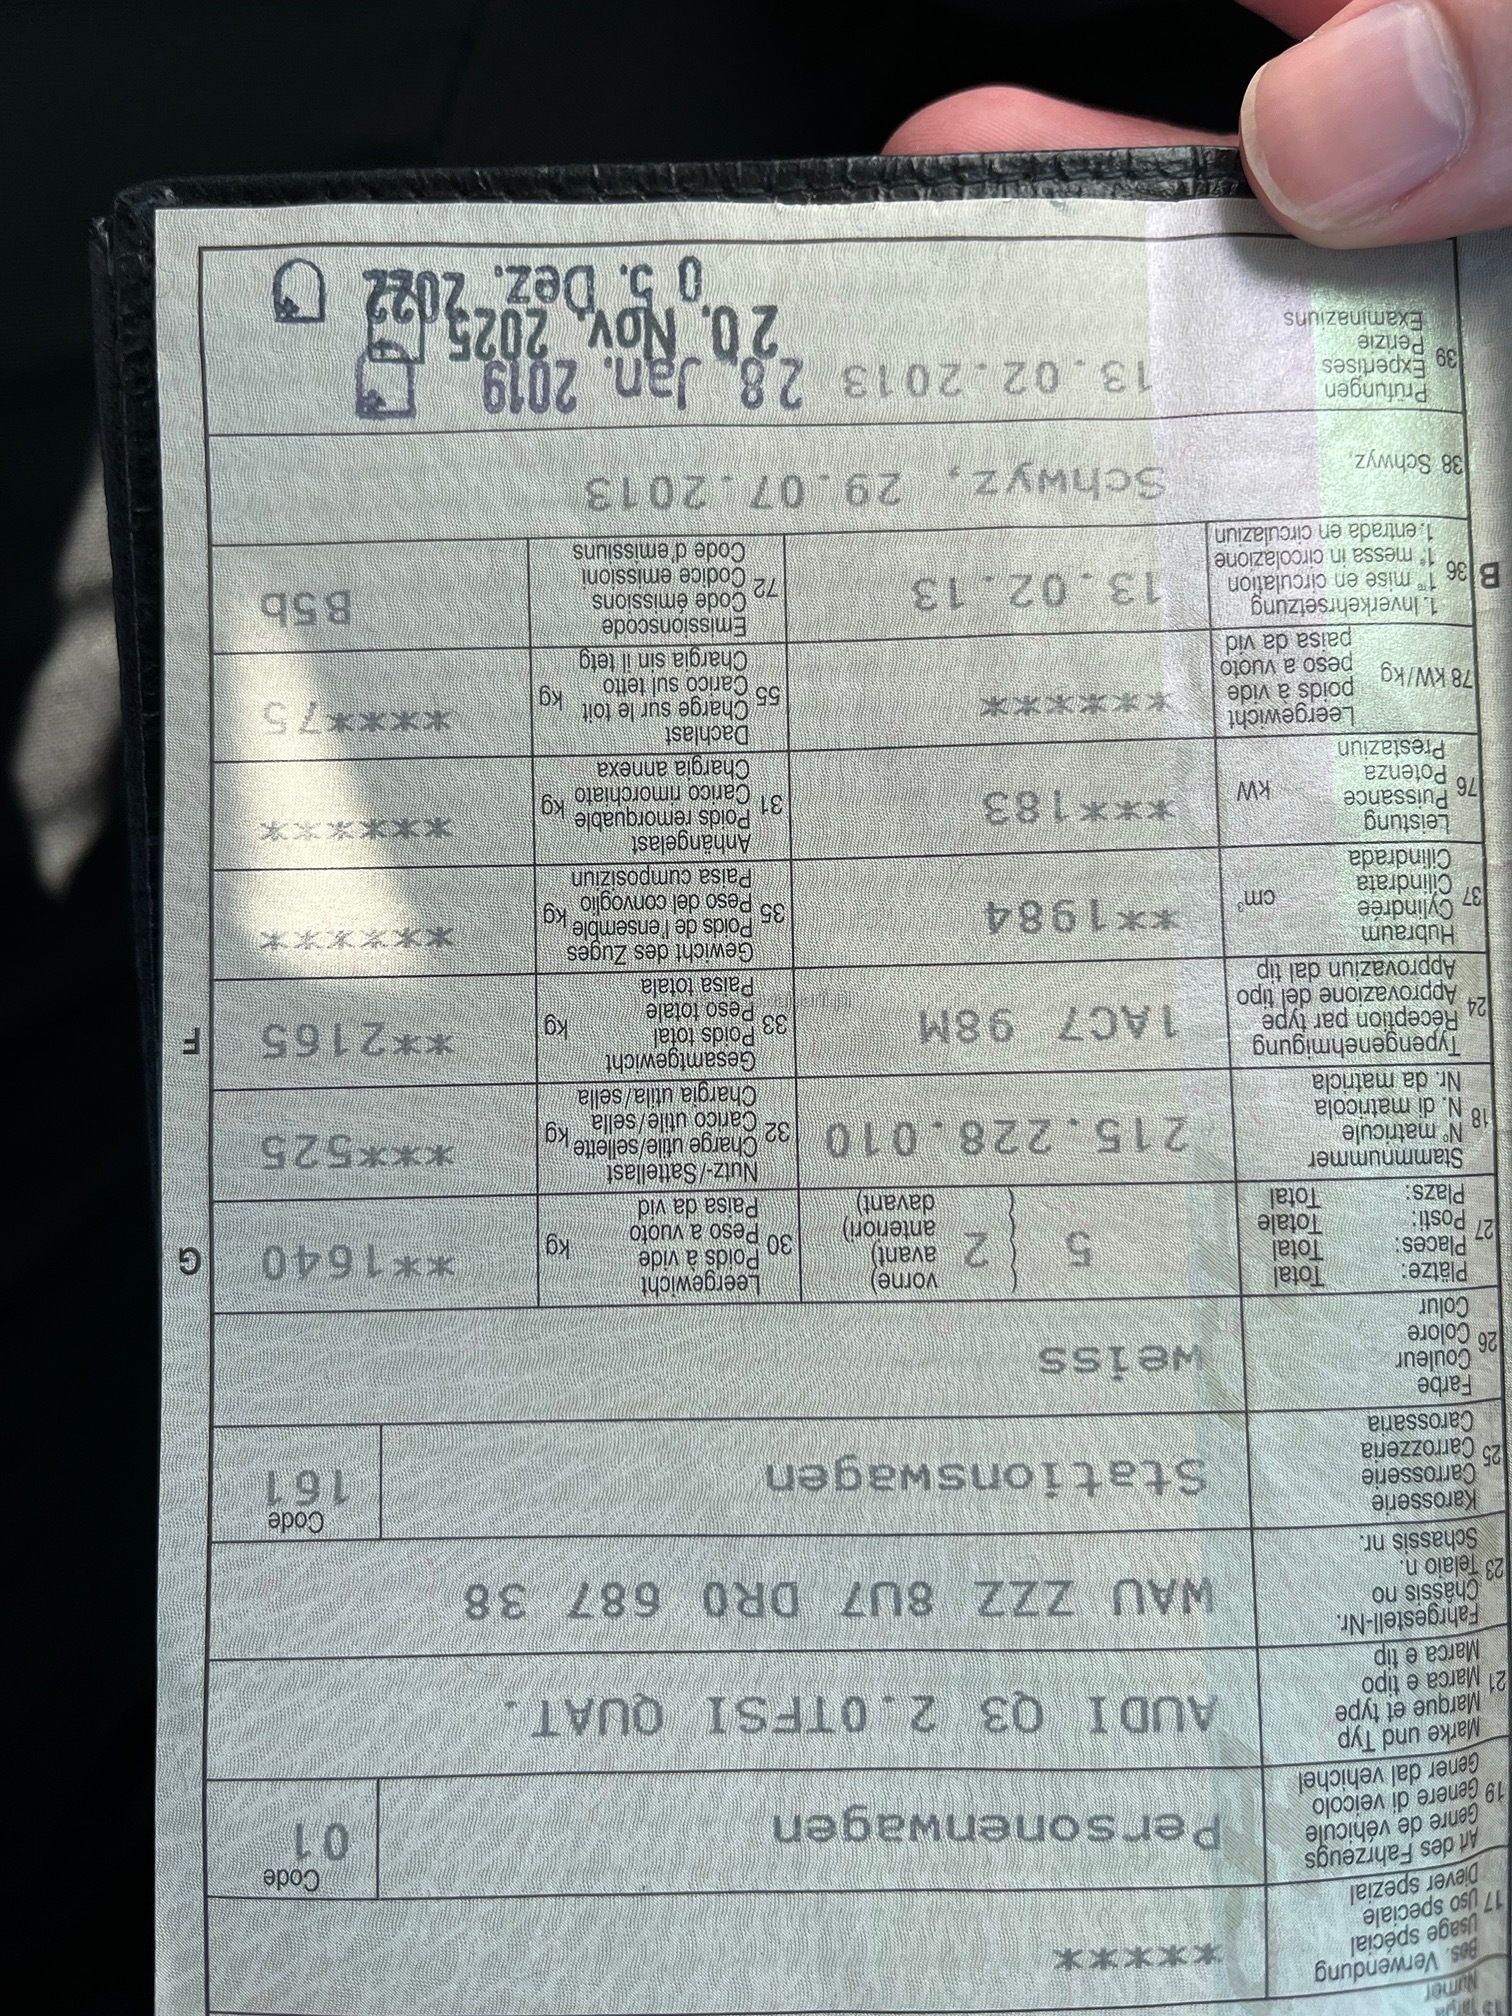 Numer
Bes. Verwendung
Usage spécial
17 Uso speciale
Diever spezial
******
Art des Fahrzeugs
Genre de véhicule
19 Genere di veicolo
Gener dal vehichel
Personenwagen
Code
01
Marke und Typ
Marque et type
21 Marca e tipo
Marca e tip
AUDI Q3 2.0TFSI QUAT.
Fahrgestell-Nr.
Châssis no
23 Telaio n.
Schassis nr.
WAU ZZZ 8U7 DR0 687 38
Karosserie
Carrosserie
25 Carrozzeria
Carossaria
Stationswagen
Code
161
Farbe
Couleur
26 Colore
Colur
weiss
Plätze: Total
Places: Total
27 Posti: Totale
Plazs: Total
5 { 2
vorne)
avant)
anteriori)
davant)
Leergewicht
30 Poids à vide
Peso a vuoto kg
Paisa da vid
**1640
G
Stammnummer
N° matricule
18 N. di matricola
Nr. da matricla
215.228.010
Nutz-/Sattellast
32 Charge utile/sellette
Carico utile/sella kg
Chargia utila/sella
***525
Typengenehmigung
24 Réception par type
Approvazione del tipo
Approvaziun dal tip
1AC7 98M
Gesamtgewicht
33 Poids total
Peso totale kg
Paisa totala
**2165
F
Hubraum
37 Cylindrée
Cilindrata cm³
Cilindrada
**1984
Gewicht des Zuges
35 Poids de l'ensemble
Peso del convoglio kg
Paisa cumposiziun
*******
Leistung
76 Puissance
Potenza kW
Prestaziun
***183
Anhängelast
31 Poids remorquable
Carico rimorchiato kg
Chargia annexa
*******
Leergewicht
78 kW/kg poids à vide
peso a vuoto
paisa da vid
*******
Dachlast
55 Charge sur le toit
Carico sul tetto kg
Chargia sin il tetg
*****75
B
1. Inverkehrsetzung
36 1re mise en circulation
1a messa in circolazione
1. entrada en circulaziun
13.02.13
Emissionscode
72 Code émissions
Codice emissioni
Code d'emissiuns
B5b
38 Schwyz,
Schwyz, 29.07.2013
Prüfungen
39 Expertises
Perizie
Examinaziuns
13.02.2013 28. Jan. 2019
20. Nov. 2025
0 5. Dez. 2022